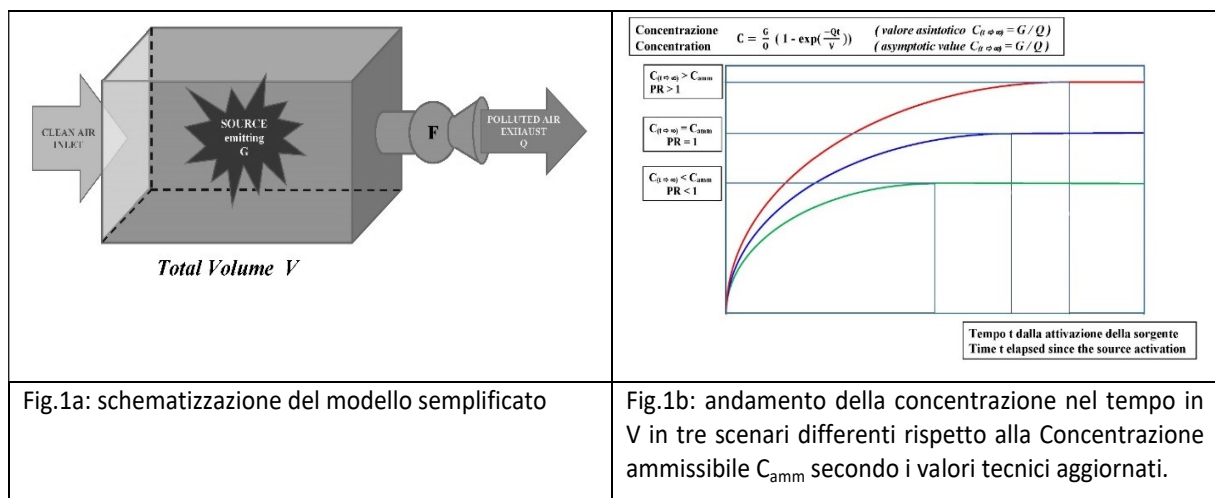 CLEAN AIR
INLET
SOURCE
emitting
G
F
POLLUTED AIR
EXHAUST
Q
Total Volume V
Concentrazione
Concentration
C = G/Q ( 1 - exp(-Qt/V))
( valore asintotico C(t⇨∞) = G / Q )
( asymptotic value C(t⇨∞) = G / Q )
C(t⇨∞) > Camm
PR > 1
C(t⇨∞) = Camm
PR = 1
C(t⇨∞) < Camm
PR < 1
Tempo t dalla attivazione della sorgente
Time t elapsed since the source activation
Fig.1a: schematizzazione del modello semplificato
Fig.1b: andamento della concentrazione nel tempo in
V in tre scenari differenti rispetto alla Concentrazione
ammissibile Camm secondo i valori tecnici aggiornati.